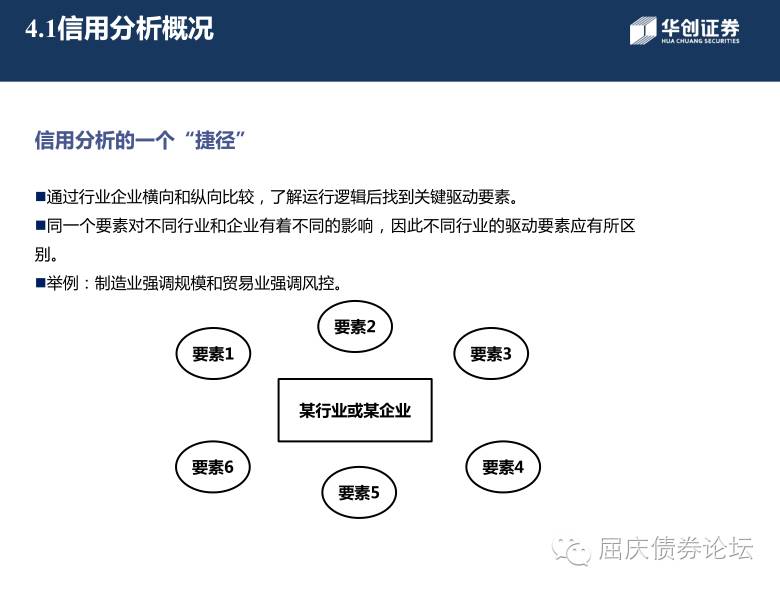 4.1信用分析概况
华创证券
HUA CHUANG SECURITIES
信用分析的一个“捷径”
■通过行业企业横向和纵向比较，了解运行逻辑后找到关键驱动要素。
■同一个要素对不同行业和企业有着不同的影响，因此不同行业的驱动要素应有所区
别。
■举例：制造业强调规模和贸易业强调风控。
要素2
要素1
要素3
某行业或某企业
要素6
要素4
要素5
屈庆债券论坛